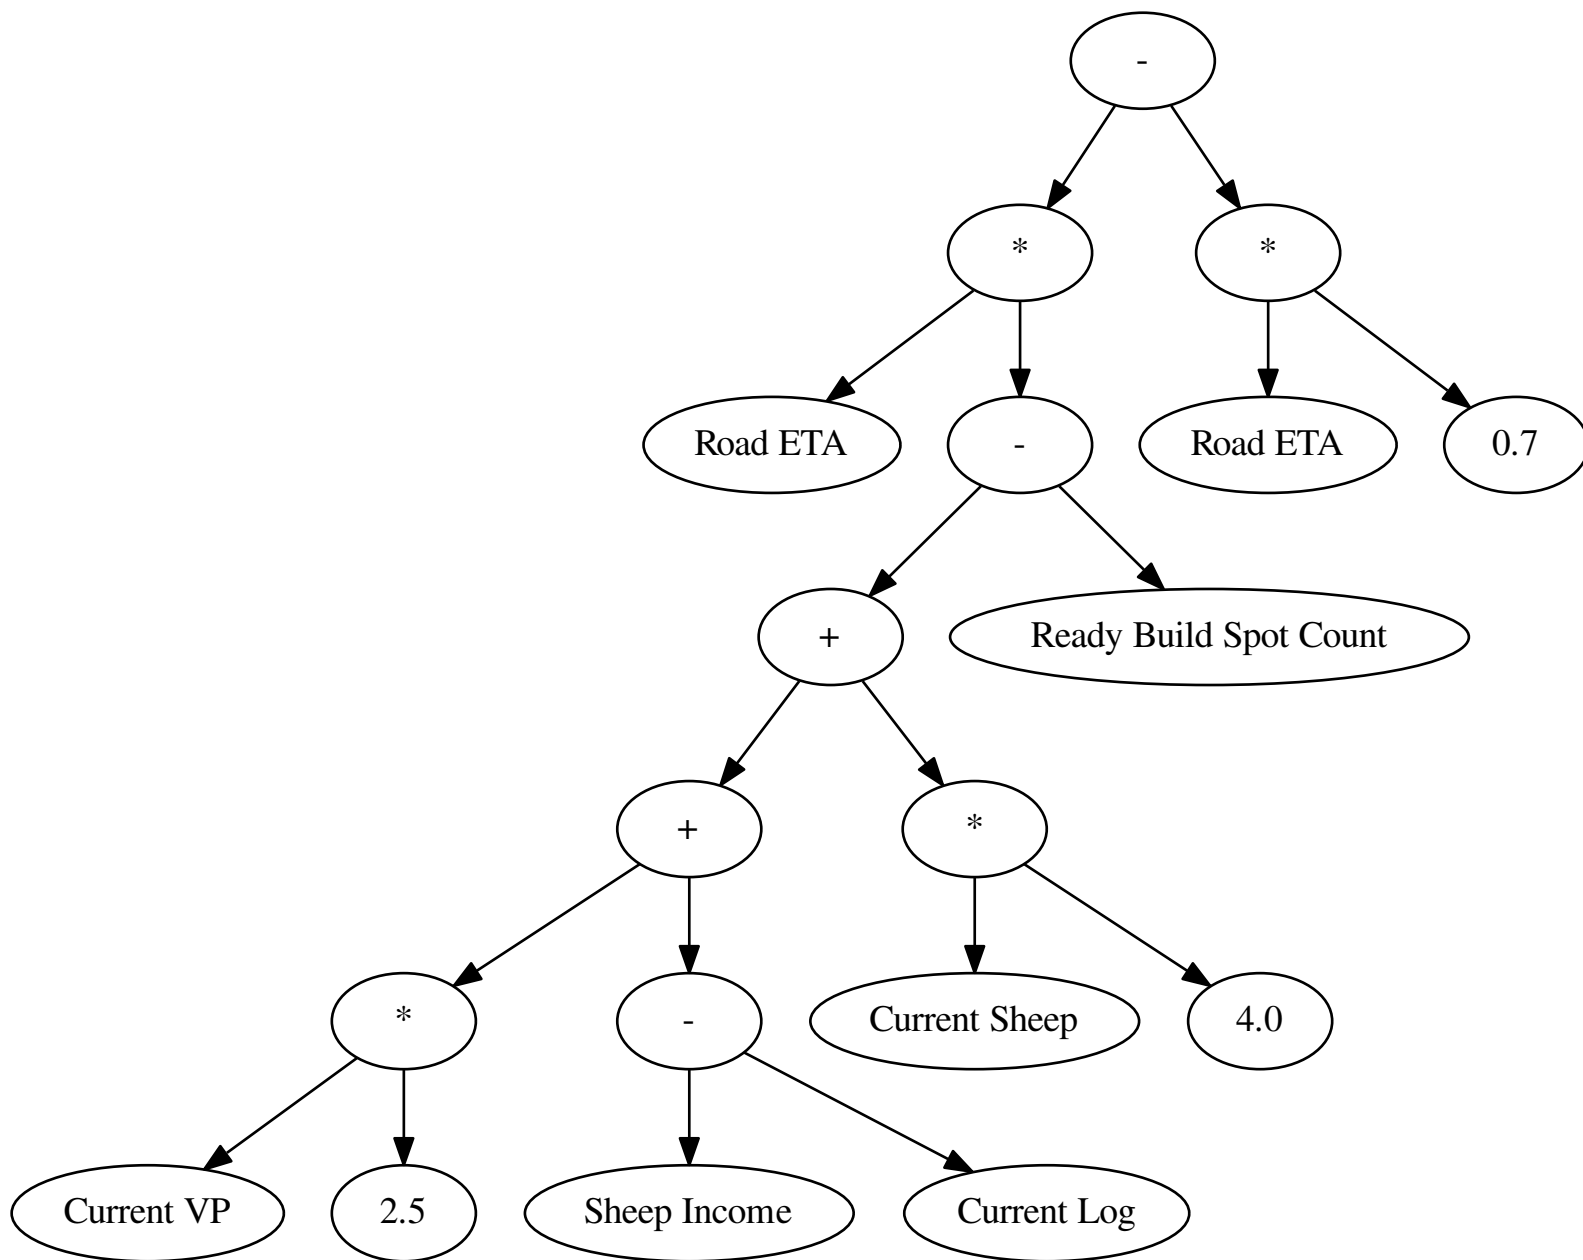 -
*
*
Road ETA
-
Road ETA
0.7
+
Ready Build Spot Count
+
*
*
-
Current Sheep
4.0
Current VP
2.5
Sheep Income
Current Log